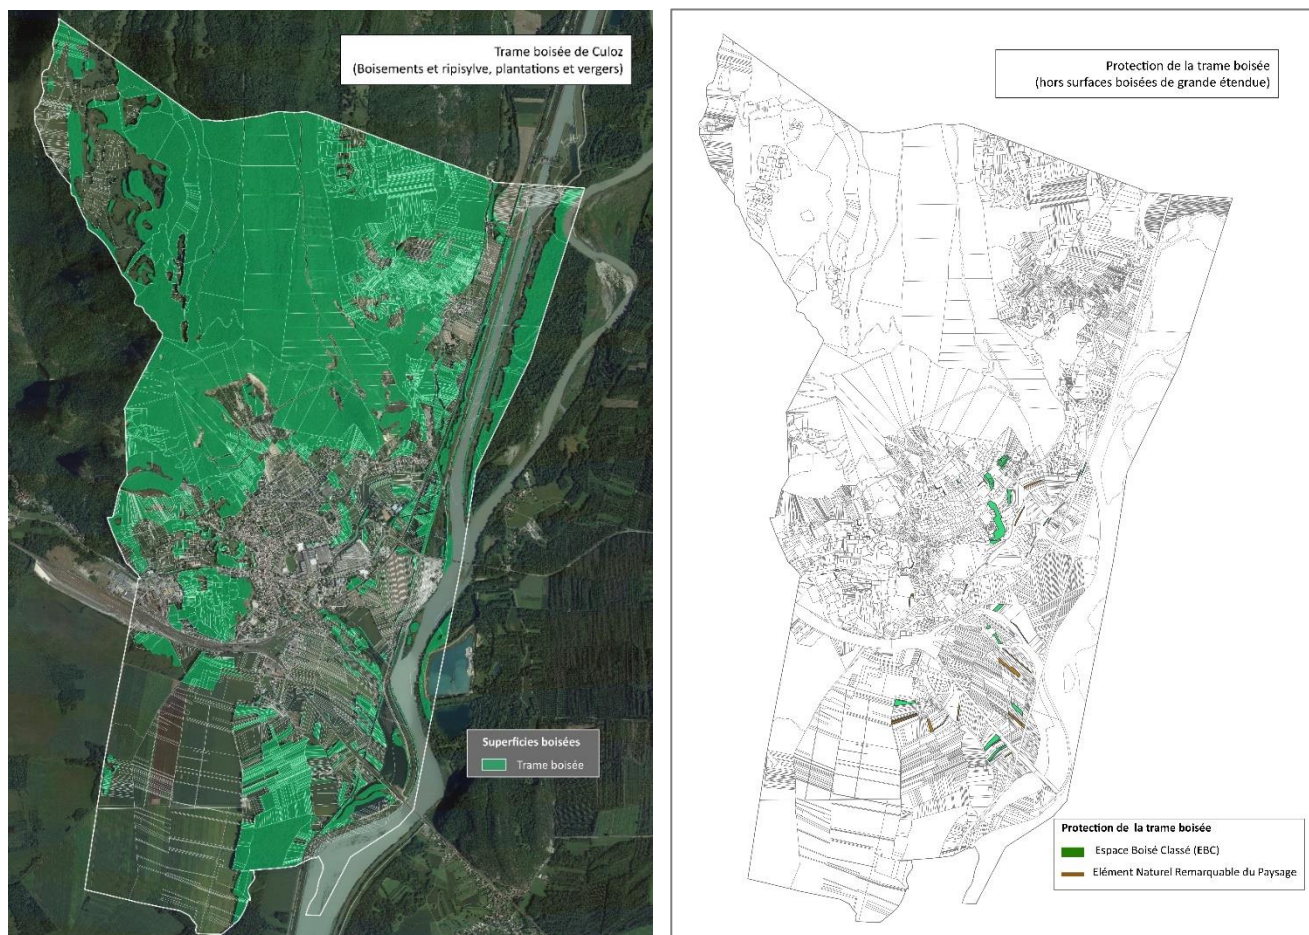 Trame boisée de Culoz
(Boisements et ripisylve, plantations et vergers)
Superficies boisées
Trame boisée
Protection de la trame boisée
(hors surfaces boisées de grande étendue)
Protection de la trame boisée
Espace Boisé Classé (EBC)
Elément Naturel Remarquable du Paysage